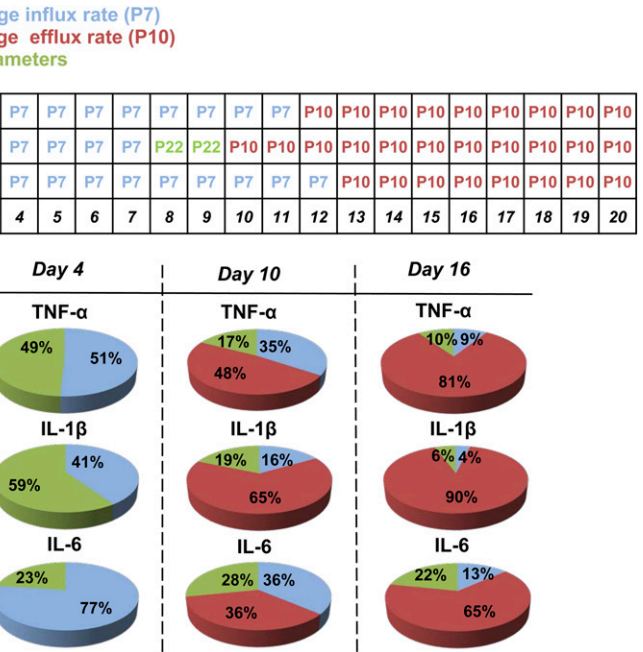 ge influx rate (P7)
ge efflux rate (P10)
ameters
P7 P7 P7 P7 P7 P7 P7 P7 P10 P10 P10 P10 P10 P10 P10 P10 P10
P7 P7 P7 P7 P22 P22 P10 P10 P10 P10 P10 P10 P10 P10 P10 P10 P10
P7 P7 P7 P7 P7 P7 P7 P7 P7 P10 P10 P10 P10 P10 P10 P10 P10
4 5 6 7 8 9 10 11 12 13 14 15 16 17 18 19 20
Day 4 Day 10 Day 16
TNF-α TNF-α TNF-α
49% 51% 17% 35% 48% 10% 9% 81%
IL-1β IL-1β IL-1β
41% 59% 19% 16% 65% 6% 4% 90%
IL-6 IL-6 IL-6
23% 77% 28% 36% 36% 22% 13% 65%